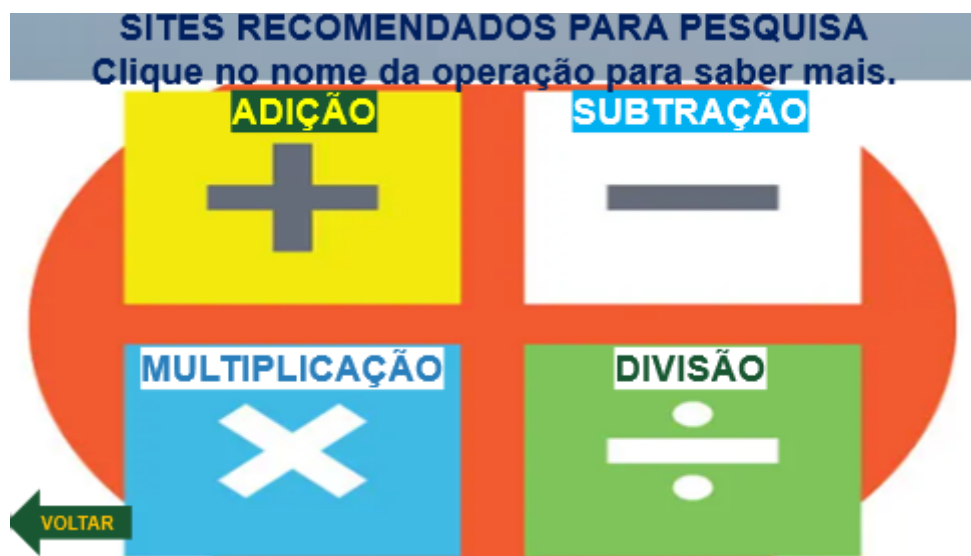 SITES RECOMENDADOS PARA PESQUISA
Clique no nome da operação para saber mais.
ADIÇÃO
SUBTRAÇÃO
MULTIPLICAÇÃO
DIVISÃO
VOLTAR